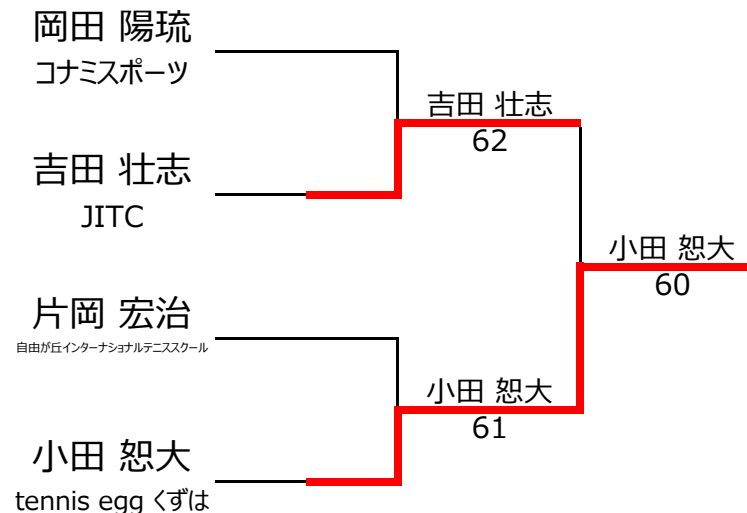 岡田 陽琉
コナミスポーツ
吉田 壮志
62
吉田 壮志
JITC
小田 恕大
60
片岡 宏治
自由が丘インターナショナルテニススクール
小田 恕大
61
小田 恕大
tennis egg くずは